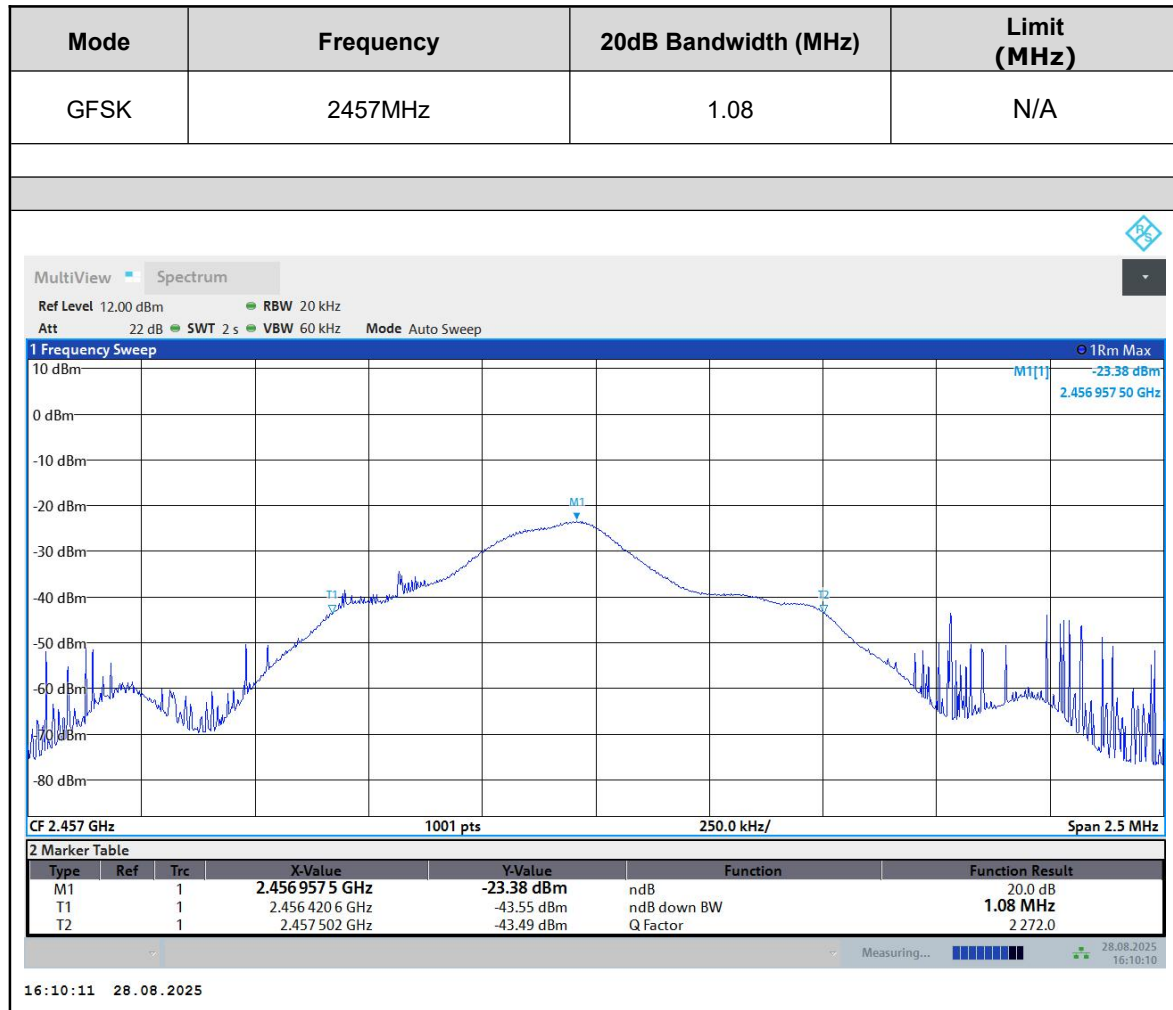 Mode Frequency 20dB Bandwidth (MHz) Limit
(MHz)
GFSK 2457MHz 1.08 N/A
R&S
MultiView Spectrum
Ref Level 12.00 dBm RBW 20 kHz
Att 22 dB SWT 2 s VBW 60 kHz Mode Auto Sweep
1 Frequency Sweep 1Rm Max
10 dBm M1[1] -23.38 dBm
2.456 957 50 GHz
0 dBm
-10 dBm
-20 dBm
M1
-30 dBm
-40 dBm
T1 T2
-50 dBm
-60 dBm
-70 dBm
-80 dBm
CF 2.457 GHz 1001 pts 250.0 kHz/ Span 2.5 MHz
2 Marker Table
Type Ref Trc X-Value Y-Value Function Function Result
M1 1 2.456 957 5 GHz -23.38 dBm ndB 20.0 dB
T1 1 2.456 420 6 GHz -43.55 dBm ndB down BW 1.08 MHz
T2 1 2.457 502 GHz -43.49 dBm Q Factor 2 272.0
Measuring... 28.08.2025
16:10:10
16:10:11 28.08.2025